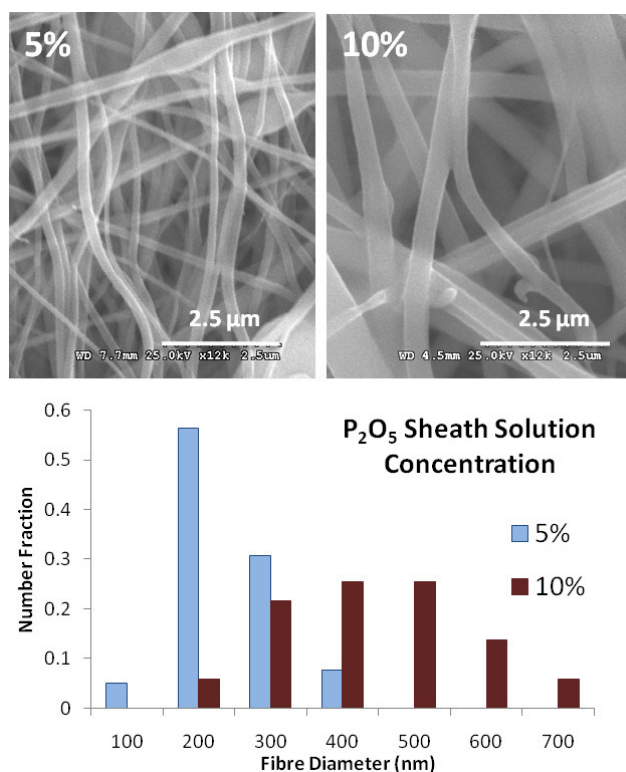 5%
10%
2.5 µm
2.5 µm
WD 7.7mm 25.0kV x12k 2.5um
WD 4.5mm 25.0kV x12k 2.5um
P₂O₅ Sheath Solution
Concentration
5%
10%
Number Fraction
0.6
0.5
0.4
0.3
0.2
0.1
0
100 200 300 400 500 600 700
Fibre Diameter (nm)